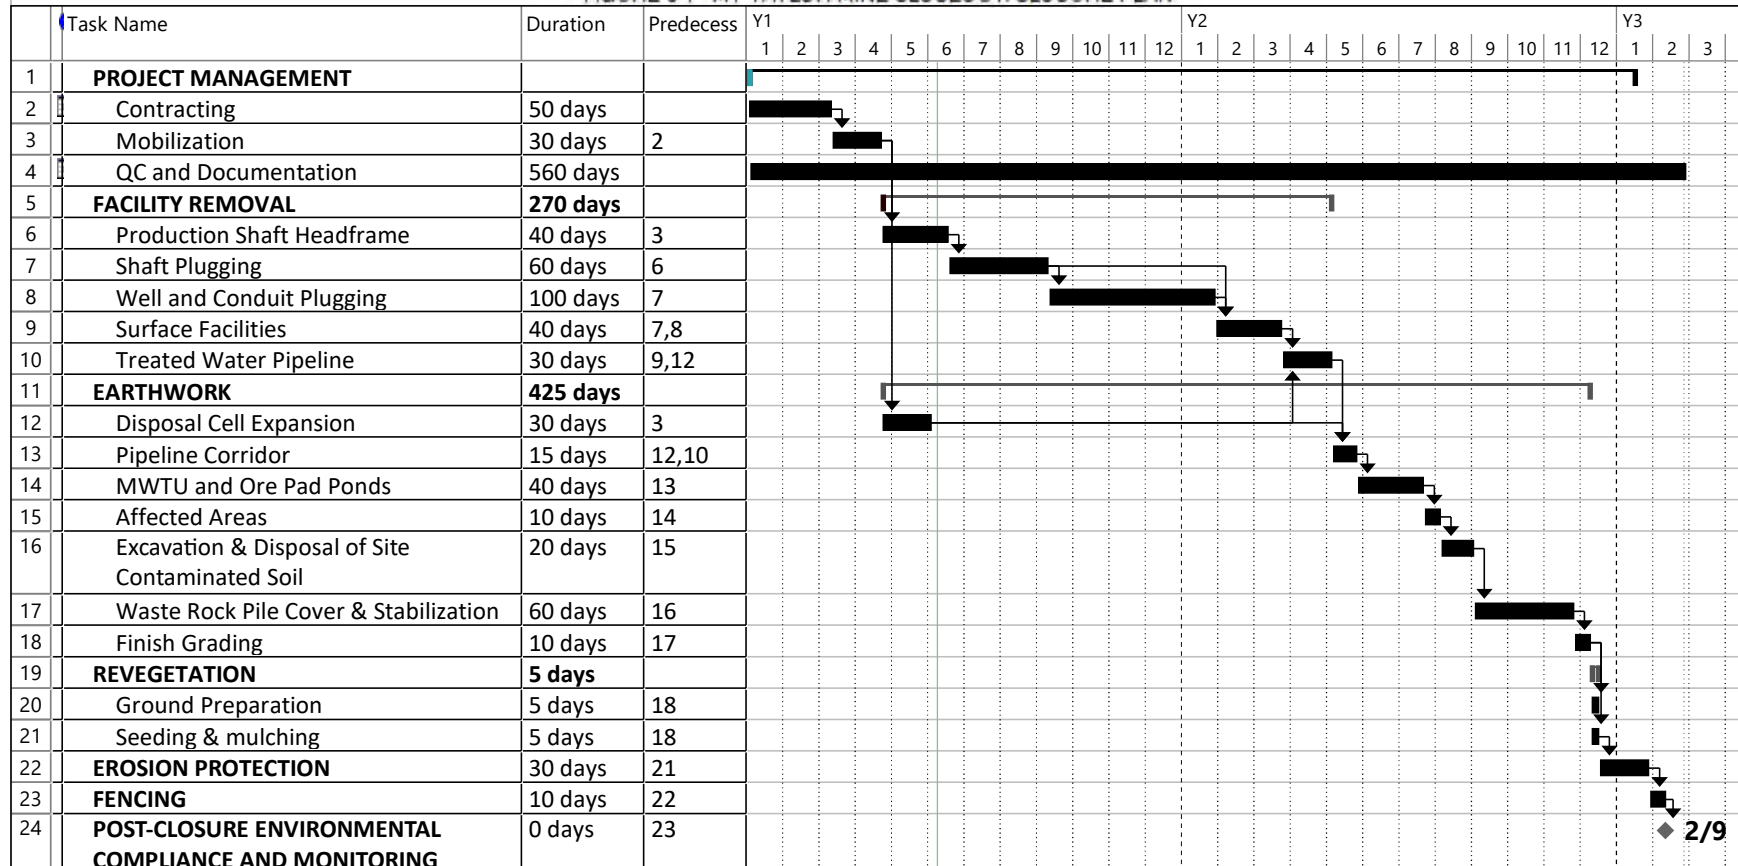 Task Name Duration Predecess Y1 Y2 Y3
1 2 3 4 5 6 7 8 9 10 11 12 1 2 3 4 5 6 7 8 9 10 11 12 1 2 3
1 PROJECT MANAGEMENT
2 Contracting 50 days
3 Mobilization 30 days 2
4 QC and Documentation 560 days
5 FACILITY REMOVAL 270 days
6 Production Shaft Headframe 40 days 3
7 Shaft Plugging 60 days 6
8 Well and Conduit Plugging 100 days 7
9 Surface Facilities 40 days 7,8
10 Treated Water Pipeline 30 days 9,12
11 EARTHWORK 425 days
12 Disposal Cell Expansion 30 days 3
13 Pipeline Corridor 15 days 12,10
14 MWTU and Ore Pad Ponds 40 days 13
15 Affected Areas 10 days 14
16 Excavation & Disposal of Site 20 days 15
Contaminated Soil
17 Waste Rock Pile Cover & Stabilization 60 days 16
18 Finish Grading 10 days 17
19 REVEGETATION 5 days
20 Ground Preparation 5 days 18
21 Seeding & mulching 5 days 18
22 EROSION PROTECTION 30 days 21
23 FENCING 10 days 22
24 POST-CLOSURE ENVIRONMENTAL 0 days 23 2/9
COMPLIANCE AND MONITORING